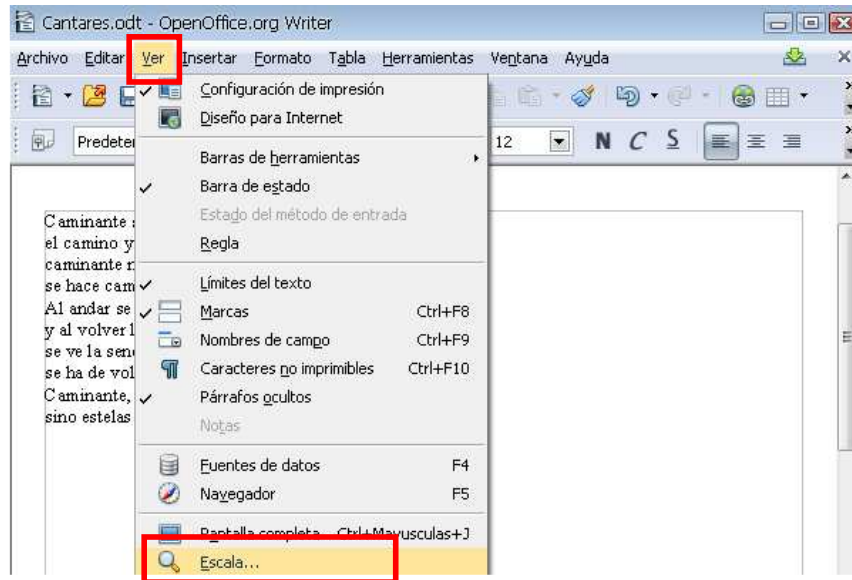 Cantares.odt - OpenOffice.org Writer
Archivo Editar Ver Insertar Formato Tabla Herramientas Ventana Ayuda
Configuración de impresión
Diseño para Internet
12 N C S
Barras de herramientas
Barra de estado
Estado del método de entrada
Regla
Límites del texto
Marcas Ctrl+F8
Nombres de campo Ctrl+F9
Caracteres no imprimibles Ctrl+F10
Párrafos ocultos
Notas
Fuentes de datos F4
Navegador F5
Pantalla completa Ctrl+Mayusculas+J
Escala...
Caminante
el camino y
caminante
se hace
Al andar se
y al volver
se ve la
se ha de
Caminante,
sino estelas